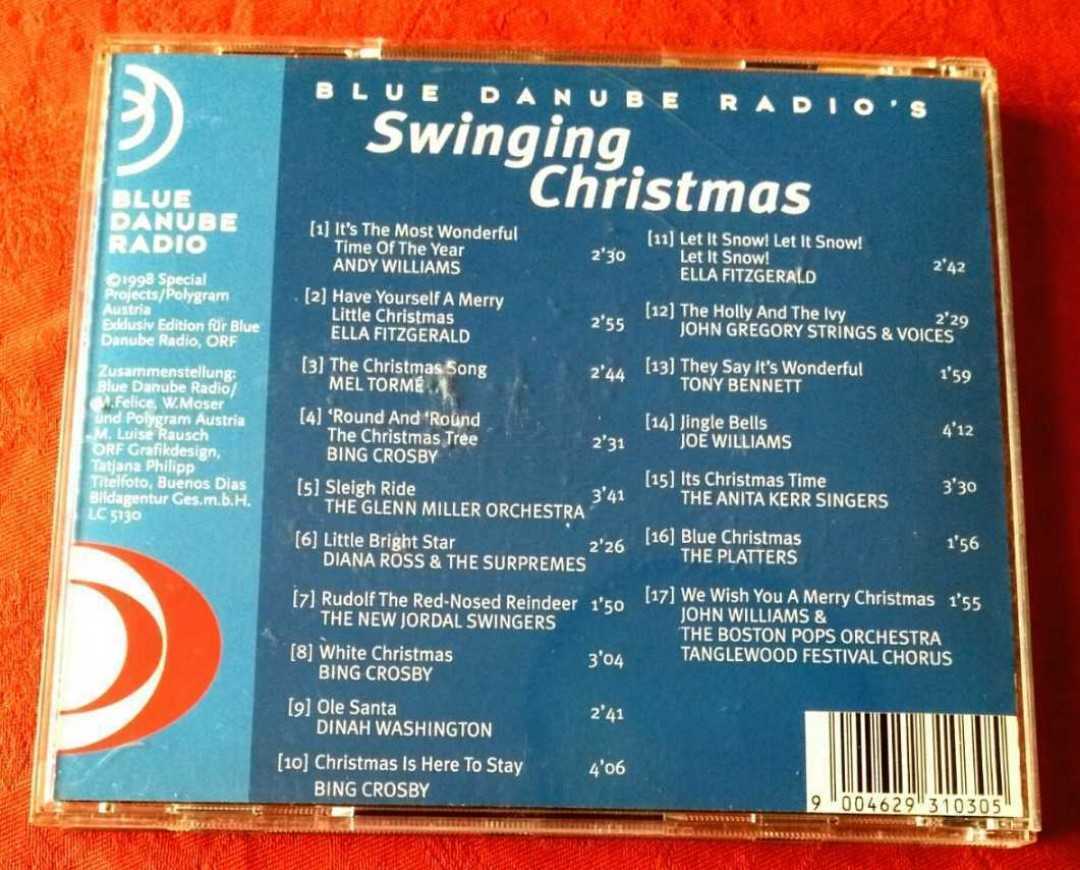 BLUE DANUBE RADIO'S
Swinging
Christmas
BLUE
DANUBE
RADIO
©1998 Special
Projects/Polygram
Austria
Exklusiv Edition für Blue
Danube Radio, ORF
Zusammenstellung:
Blue Danube Radio/
M.Felice, W.Moser
und Polygram Austria
M. Luise Rausch
ORF Grafikdesign,
Tatjana Philipp
Titelfoto, Buenos Dias
Bildagentur Ges.m.b.H.
LC 5130
[1] It's The Most Wonderful
Time Of The Year 2'30
ANDY WILLIAMS
[2] Have Yourself A Merry
Little Christmas 2'55
ELLA FITZGERALD
[3] The Christmas Song 2'44
MEL TORMÉ
[4] 'Round And 'Round
The Christmas Tree 2'31
BING CROSBY
[5] Sleigh Ride 3'41
THE GLENN MILLER ORCHESTRA
[6] Little Bright Star 2'26
DIANA ROSS & THE SURPREMES
[7] Rudolf The Red-Nosed Reindeer 1'50
THE NEW JORDAL SWINGERS
[8] White Christmas 3'04
BING CROSBY
[9] Ole Santa 2'41
DINAH WASHINGTON
[10] Christmas Is Here To Stay 4'06
BING CROSBY
[11] Let It Snow! Let It Snow!
Let It Snow! 2'42
ELLA FITZGERALD
[12] The Holly And The Ivy 2'29
JOHN GREGORY STRINGS & VOICES
[13] They Say It's Wonderful 1'59
TONY BENNETT
[14] Jingle Bells 4'12
JOE WILLIAMS
[15] Its Christmas Time 3'30
THE ANITA KERR SINGERS
[16] Blue Christmas 1'56
THE PLATTERS
[17] We Wish You A Merry Christmas 1'55
JOHN WILLIAMS &
THE BOSTON POPS ORCHESTRA
TANGLEWOOD FESTIVAL CHORUS
9 004629 310305